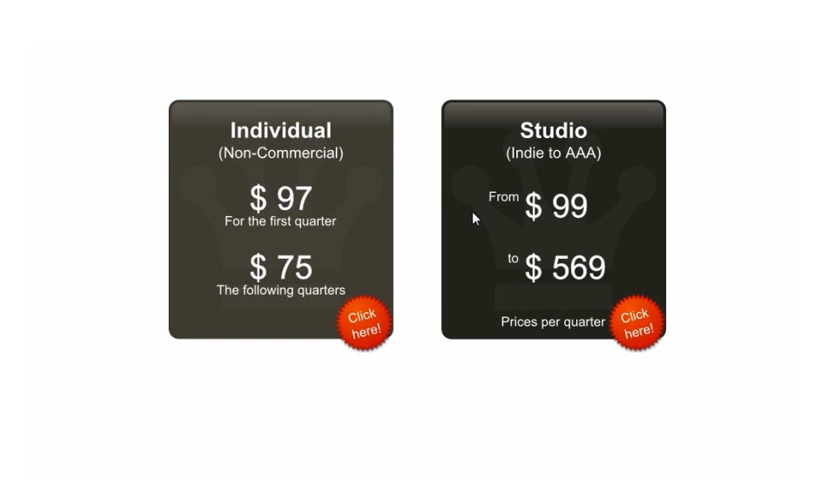 Individual
(Non-Commercial)
$ 97
For the first quarter
$ 75
The following quarters
Click
here!
Studio
(Indie to AAA)
From $ 99
to $ 569
Prices per quarter
Click
here!